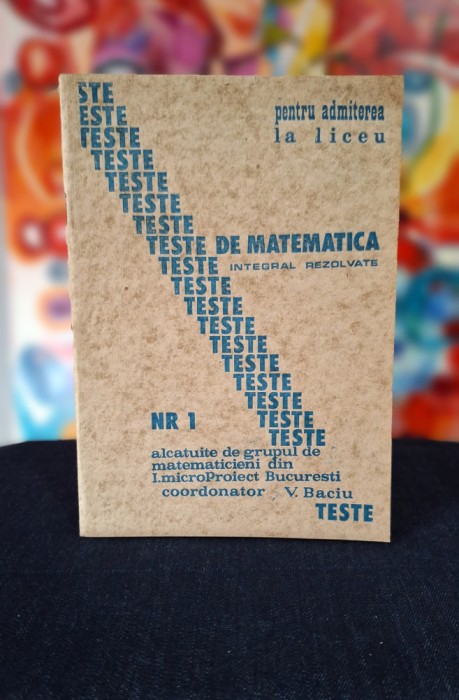 STE
ESTE
TESTE
TESTE
TESTE
TESTE
TESTE
TESTE DE MATEMATICA
TESTE
TESTE
TESTE
TESTE
TESTE
TESTE
TESTE
TESTE
TESTE
TESTE
pentru admiterea
la liceu
INTEGRAL REZOLVATE
NR 1
alcatuite de grupul de
matematicieni din
I.microProiect Bucuresti
coordonator V. Baciu
TESTE